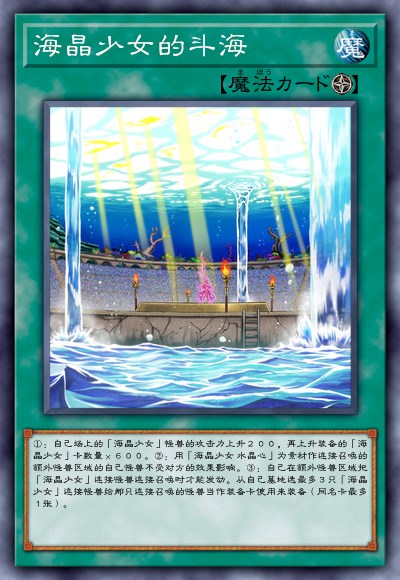 海晶少女的斗海
魔
【魔法カード】
まほう
①：自己场上的「海晶少女」怪兽的攻击力上升200，再上升装备的「海
晶少女」卡数量×600。②：用「海晶少女 水晶心」为素材作连接召唤的
额外怪兽区域的自己怪兽不受对方的效果影响。③：自己在额外怪兽区域把
「海晶少女」连接怪兽连接召唤时才能发动。从自己墓地选最多3只「海晶
少女」连接怪兽给那只连接召唤的怪兽当作装备卡使用来装备（同名卡最多
1张）。